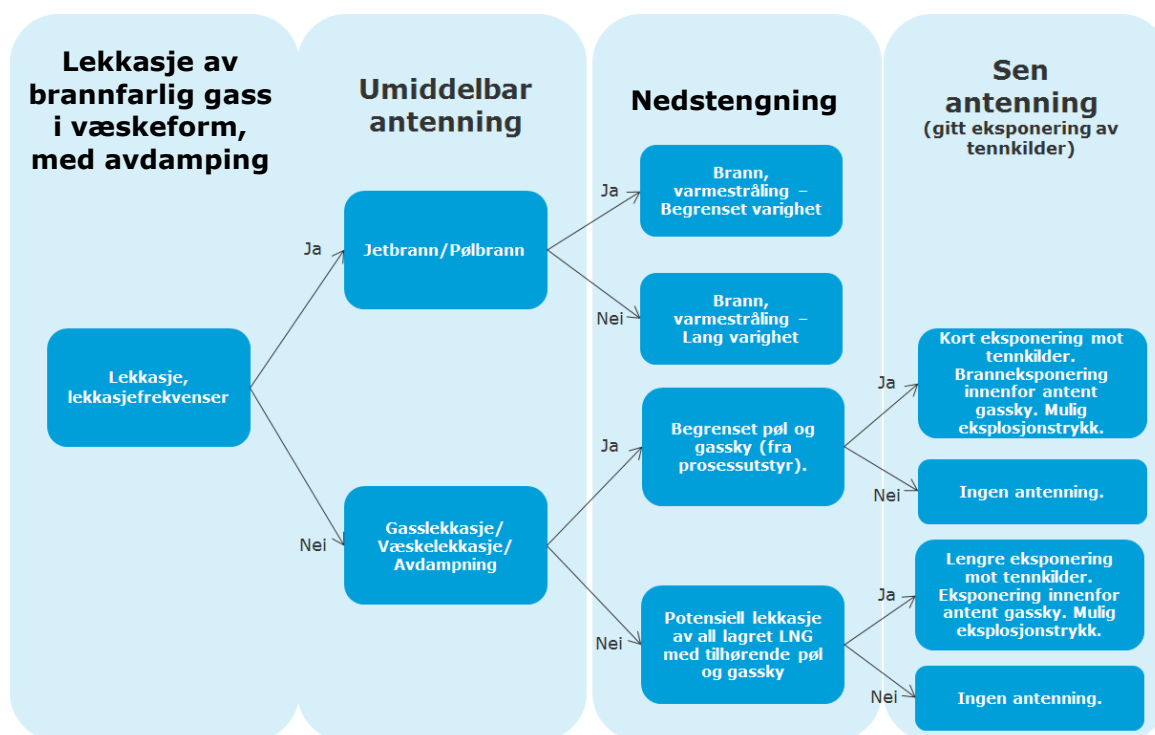 Lekkasje av
brannfarlig gass
i væskeform,
med avdamping
Umiddelbar
antenning
Nedstengning
Sen
antenning
(gitt eksponering av
tennkilder)
Lekkasje,
lekkasjefrekvenser
Ja
Nei
Jetbrann/Pølbrann
Gasslekkasje/
Væskelekkasje/
Avdampning
Ja
Nei
Ja
Nei
Brann,
varmestråling –
Begrenset varighet
Brann,
varmestråling –
Lang varighet
Begrenset pøl og
gassky (fra
prosessutstyr).
Potensiell lekkasje
av all lagret LNG
med tilhørende pøl
og gassky
Ja
Nei
Ja
Nei
Kort eksponering mot
tennkilder.
Branneksponering
innenfor antent
gassky. Mulig
eksplosjonstrykk.
Ingen antenning.
Lengre eksponering
mot tennkilder.
Eksponering innenfor
antent gassky. Mulig
eksplosjonstrykk.
Ingen antenning.